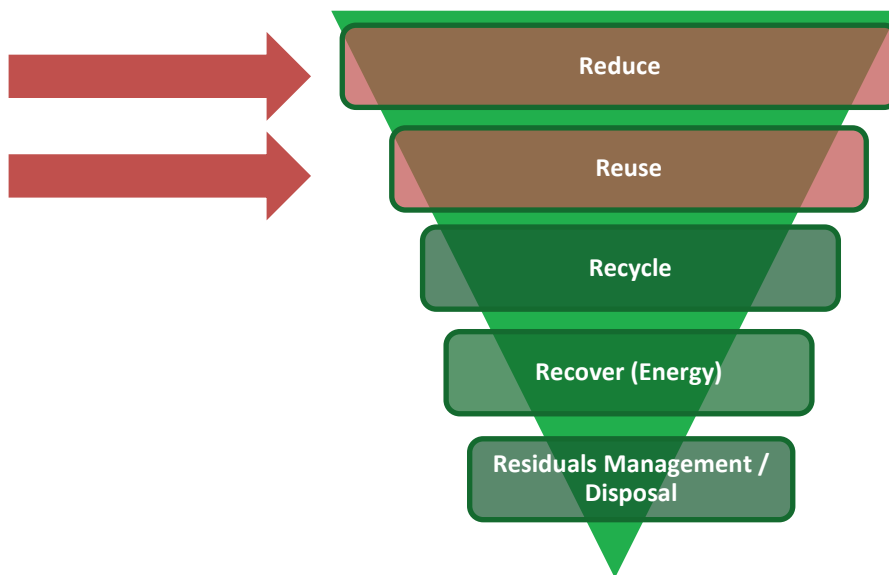 Reduce
Reuse
Recycle
Recover (Energy)
Residuals Management /
Disposal